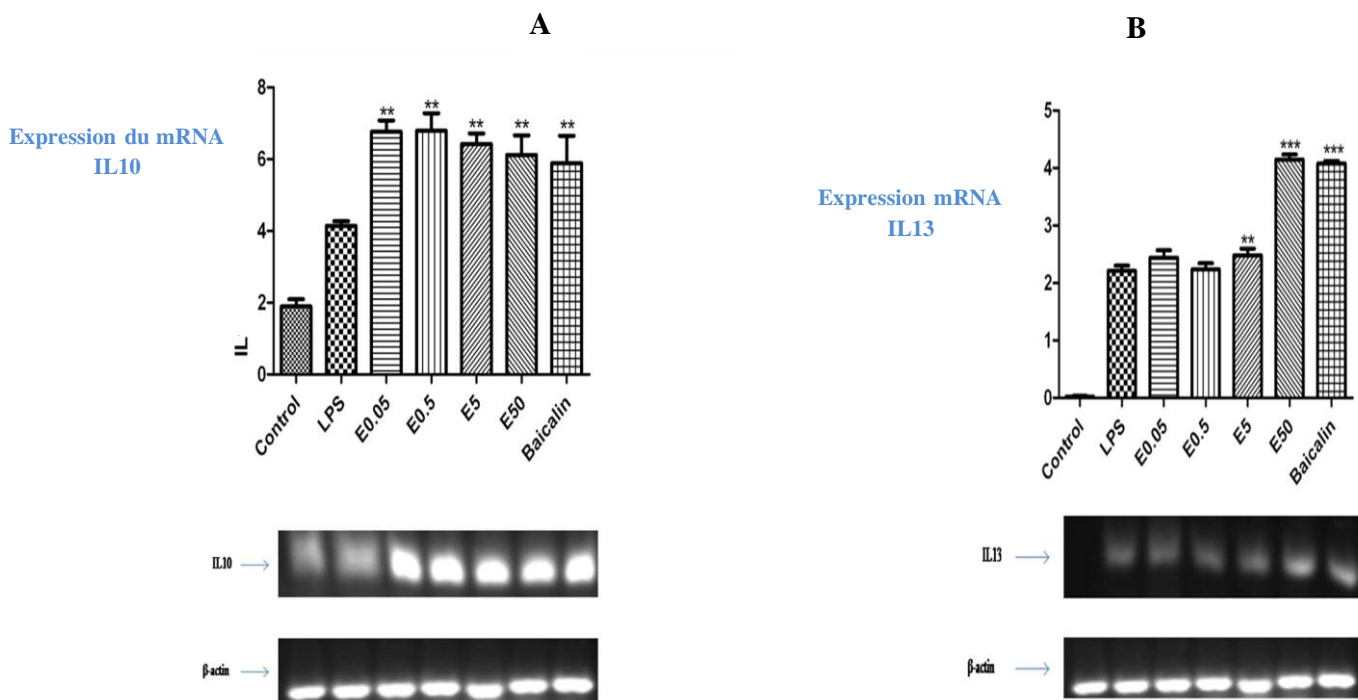 A
B
Expression du mRNA
IL10
8
6
4
2
0
IL
**
**
**
**
**
Control
LPS
E0.05
E0.5
E5
E50
Baicalin
Expression mRNA
IL13
5
4
3
2
1
0
**
***
***
Control
LPS
E0.05
E0.5
E5
E50
Baicalin
IL10
β-actin
IL13
β-actin